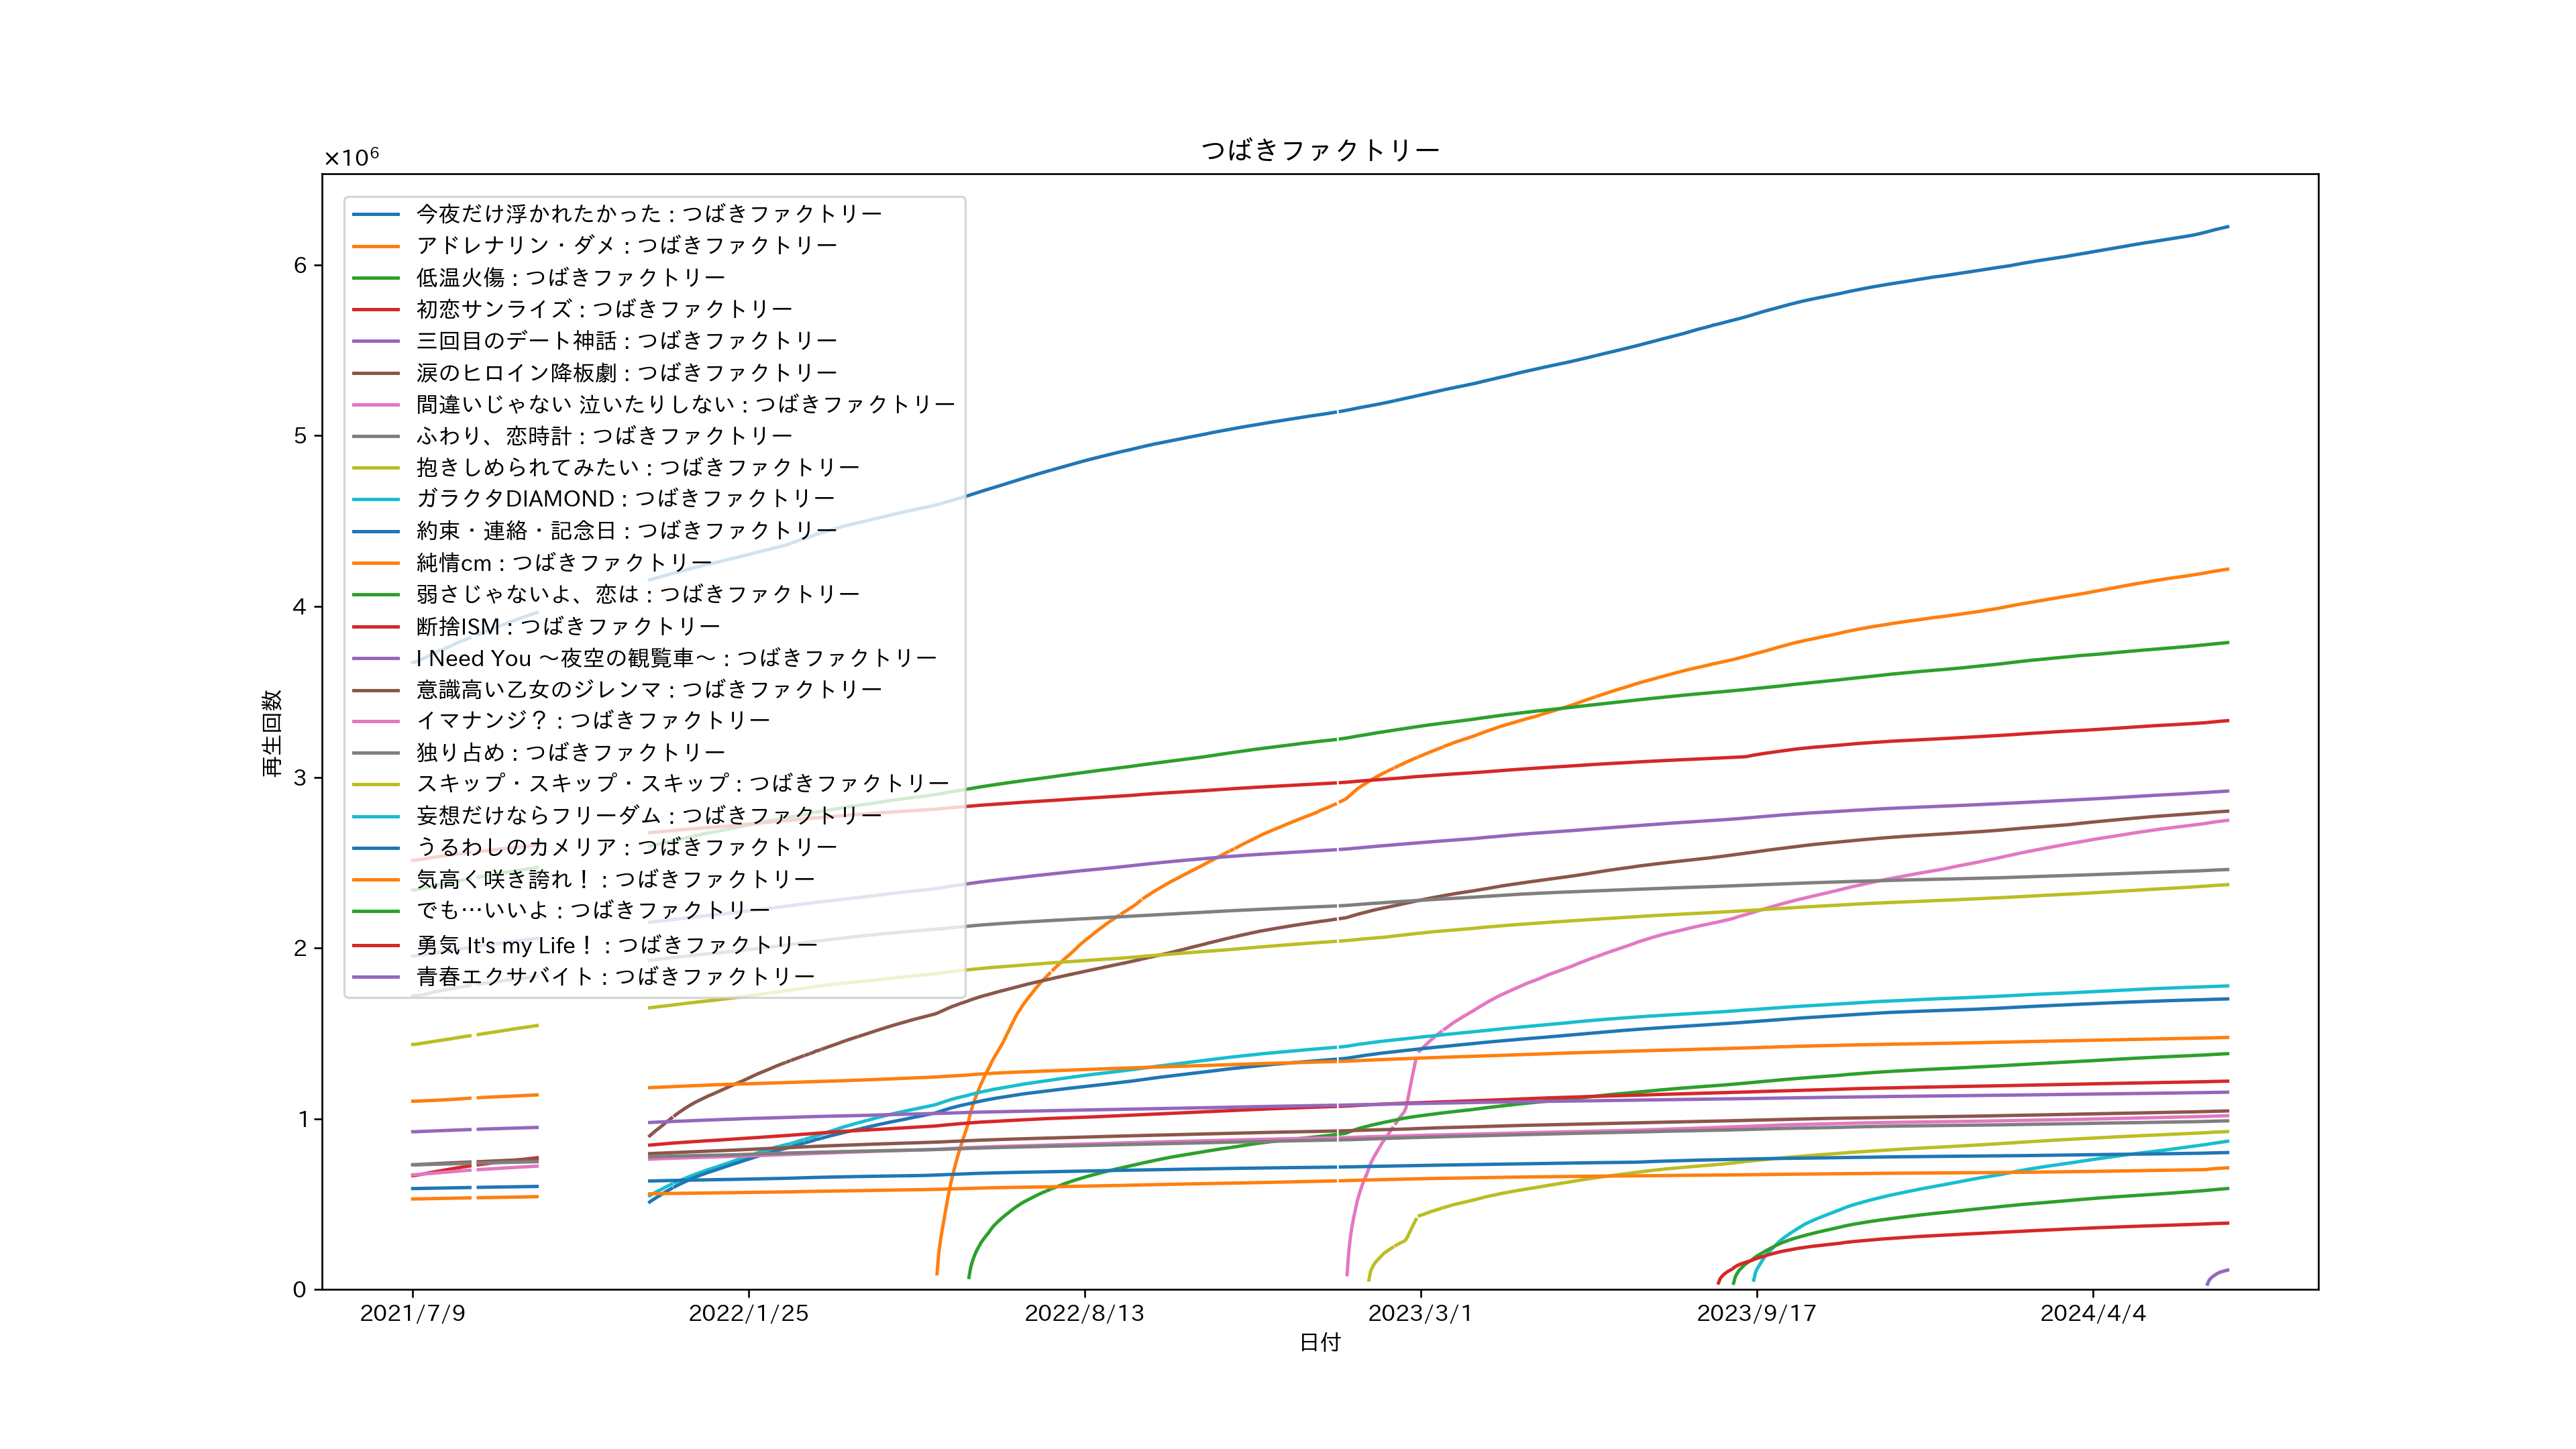 つばきファクトリー
×10⁶
今夜だけ浮かれたかった : つばきファクトリー
アドレナリン・ダメ : つばきファクトリー
低温火傷 : つばきファクトリー
初恋サンライズ : つばきファクトリー
三回目のデート神話 : つばきファクトリー
涙のヒロイン降板劇 : つばきファクトリー
間違いじゃない 泣いたりしない : つばきファクトリー
ふわり、恋時計 : つばきファクトリー
抱きしめられてみたい : つばきファクトリー
ガラクタDIAMOND : つばきファクトリー
約束・連絡・記念日 : つばきファクトリー
純情cm : つばきファクトリー
弱さじゃないよ、恋は : つばきファクトリー
断捨ISM : つばきファクトリー
I Need You ～夜空の観覧車～ : つばきファクトリー
意識高い乙女のジレンマ : つばきファクトリー
イマナンジ？ : つばきファクトリー
独り占め : つばきファクトリー
スキップ・スキップ・スキップ : つばきファクトリー
妄想だけならフリーダム : つばきファクトリー
うるわしのカメリア : つばきファクトリー
気高く咲き誇れ！ : つばきファクトリー
でも…いいよ : つばきファクトリー
勇気 It's my Life！ : つばきファクトリー
青春エクサバイト : つばきファクトリー
再生回数
6
5
4
3
2
1
0
2021/7/9 2022/1/25 2022/8/13 2023/3/1 2023/9/17 2024/4/4
日付